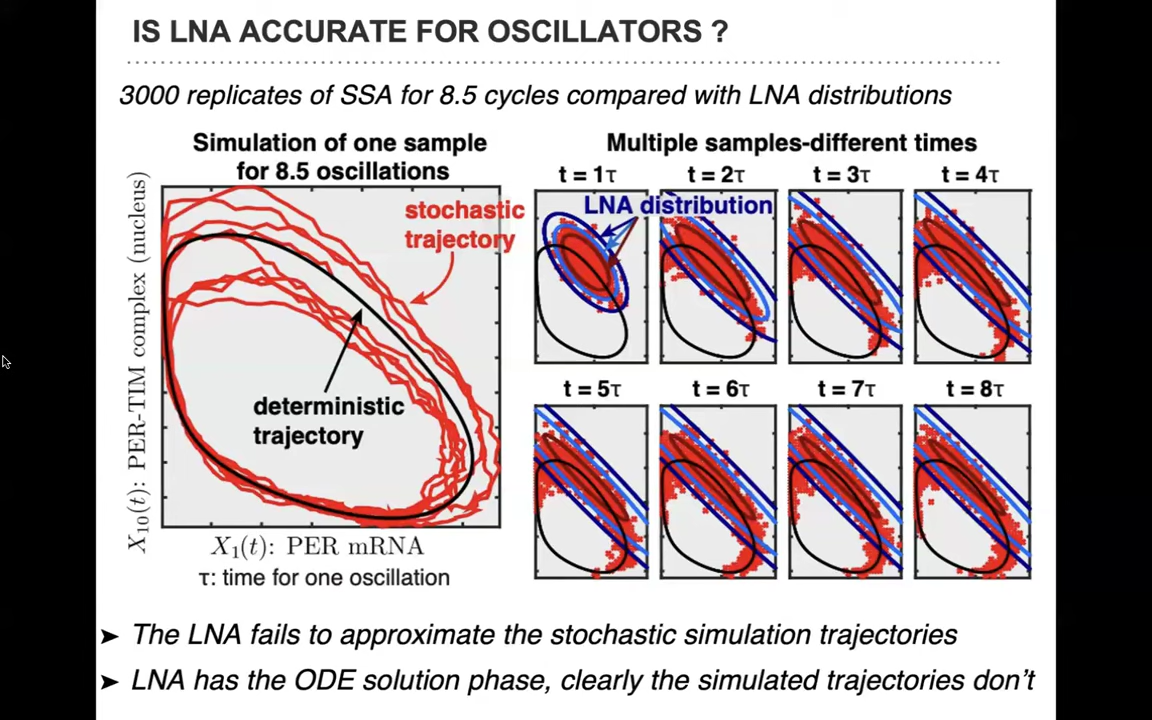 IS LNA ACCURATE FOR OSCILLATORS ?
3000 replicates of SSA for 8.5 cycles compared with LNA distributions
Simulation of one sample
for 8.5 oscillations
stochastic
trajectory
deterministic
trajectory
X₁₀(t): PER-TIM complex (nucleus)
X₁(t): PER mRNA
τ: time for one oscillation
Multiple samples-different times
t = 1τ
t = 2τ
t = 3τ
t = 4τ
LNA distribution
t = 5τ
t = 6τ
t = 7τ
t = 8τ
➤ The LNA fails to approximate the stochastic simulation trajectories
➤ LNA has the ODE solution phase, clearly the simulated trajectories don't